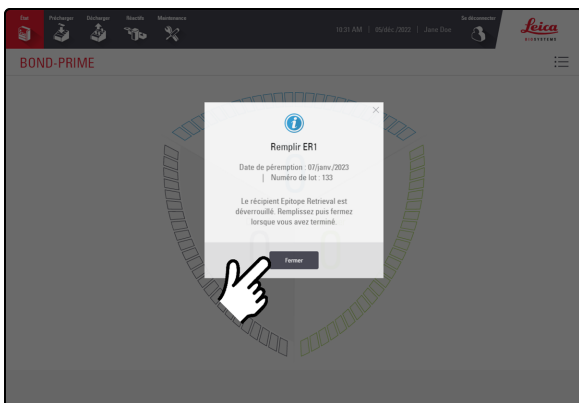 État Précharger Décharger Réactifs Maintenance
10:31 AM | 05/déc./2022 | Jane Doe
Se déconnecter
Leica
BIOSYSTEMS
BOND-PRIME
Remplir ER1
Date de péremption : 07/janv./2023
| Numéro de lot : 133
Le récipient Epitope Retrieval est
déverrouillé. Remplissez puis fermez
lorsque vous avez terminé.
Fermer